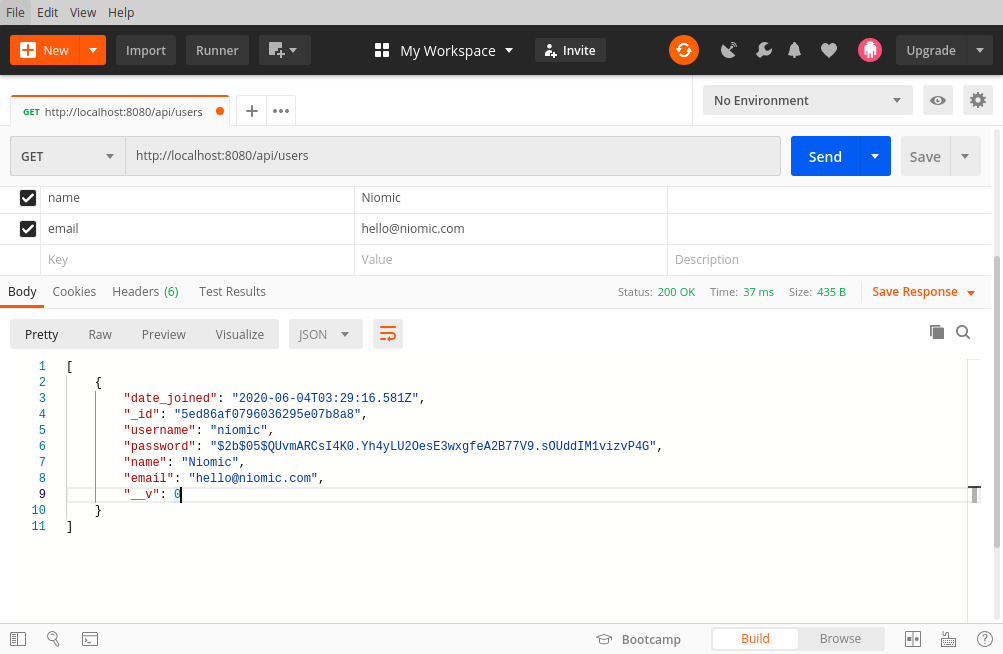 File Edit View Help
New Import Runner My Workspace Invite Upgrade
GET http://localhost:8080/api/users No Environment
GET http://localhost:8080/api/users Send Save
name Niomic
email hello@niomic.com
Key Value Description
Body Cookies Headers (6) Test Results Status: 200 OK Time: 37 ms Size: 435 B Save Response
Pretty Raw Preview Visualize JSON
1 [
2 {
3 "date_joined": "2020-06-04T03:29:16.581Z",
4 "_id": "5ed86af0796036295e07b8a8",
5 "username": "niomic",
6 "password": "$2b$05$QUvmARCsI4K0.Yh4yLU2OesE3wxgfeA2B77V9.sOUddIM1vizvP4G",
7 "name": "Niomic",
8 "email": "hello@niomic.com",
9 "__v": 0
10 }
11 ]
Bootcamp Build Browse